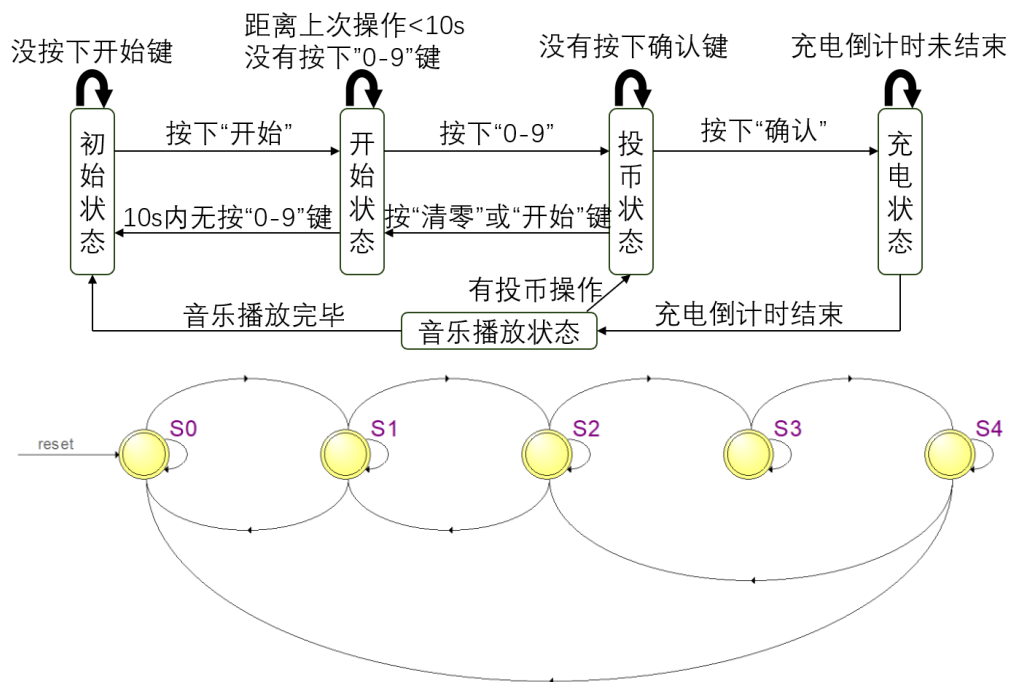 距离上次操作<10s
没按下开始键
没有按下"0-9"键
没有按下确认键
充电倒计时未结束
初始状态
按下“开始”
开始状态
按下“0-9”
投币状态
按下“确认”
充电状态
10s内无按“0-9”键
按“清零”或“开始”键
有投币操作
音乐播放完毕
音乐播放状态
充电倒计时结束
reset
S0
S1
S2
S3
S4